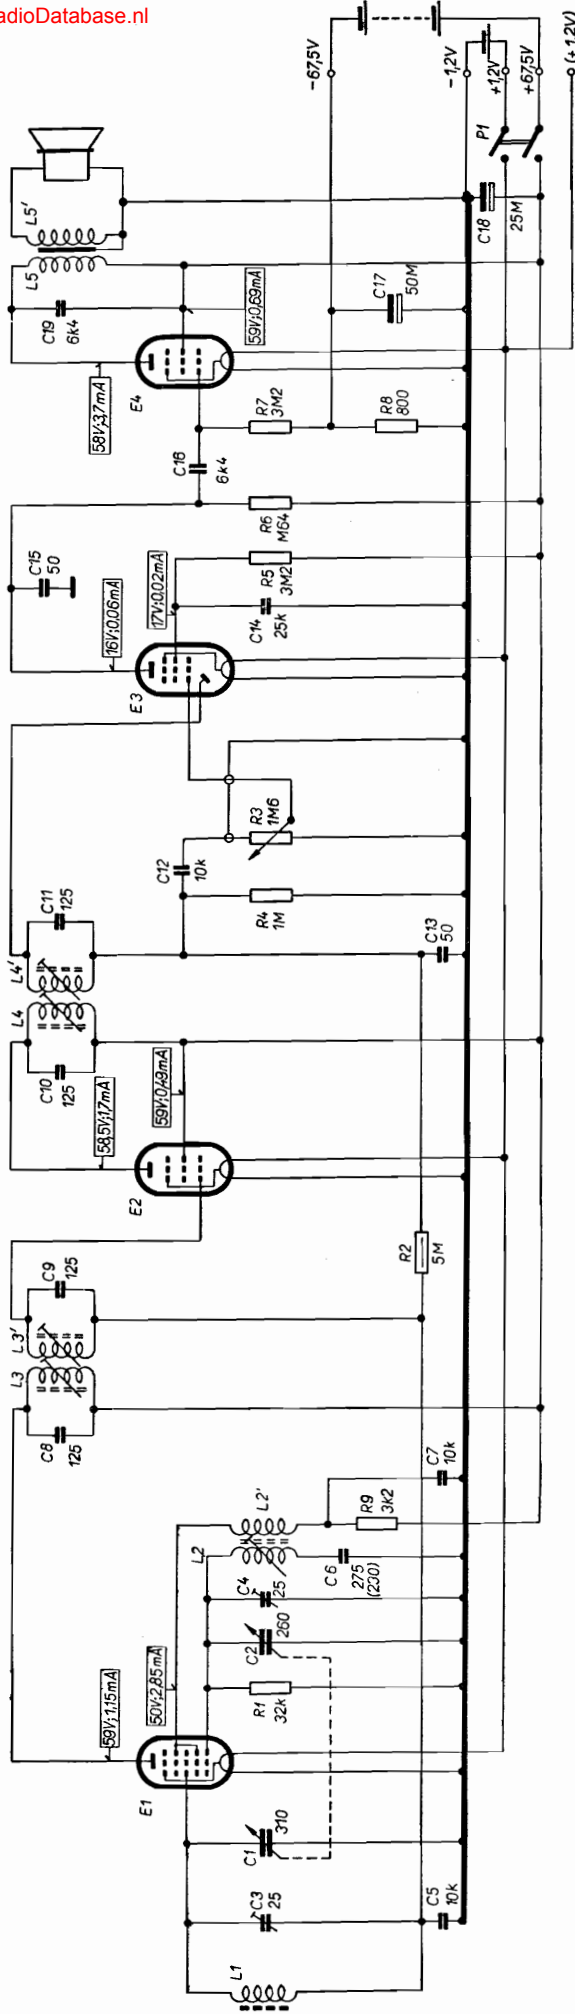 adioDatabase.nl
-67,5V
-1,2V
+1,2V
+67,5V
(+1,2V)
P1
C18
25M
L5'
L5
C19
6k4
59V;0,69mA
C17
50M
58V;3,7mA
E4
R7
3M2
R8
800
C16
6k4
R6
M64
C15
50
R5
3M2
17V;0,02mA
C14
25k
16V;0,06mA
E3
R3
1M6
C12
10k
R4
1M
C11
125
L4'
L4
C13
50
C10
125
59V;0,49mA
58,5V;1,7mA
E2
R2
5M
C9
125
L3'
L3
C8
125
C7
10k
R9
3k2
L2'
L2
C6
275
(230)
C4
25
C2
260
50V;2,85mA
R1
32k
59V;1,15mA
E1
C1
310
C3
25
C5
10k
L1